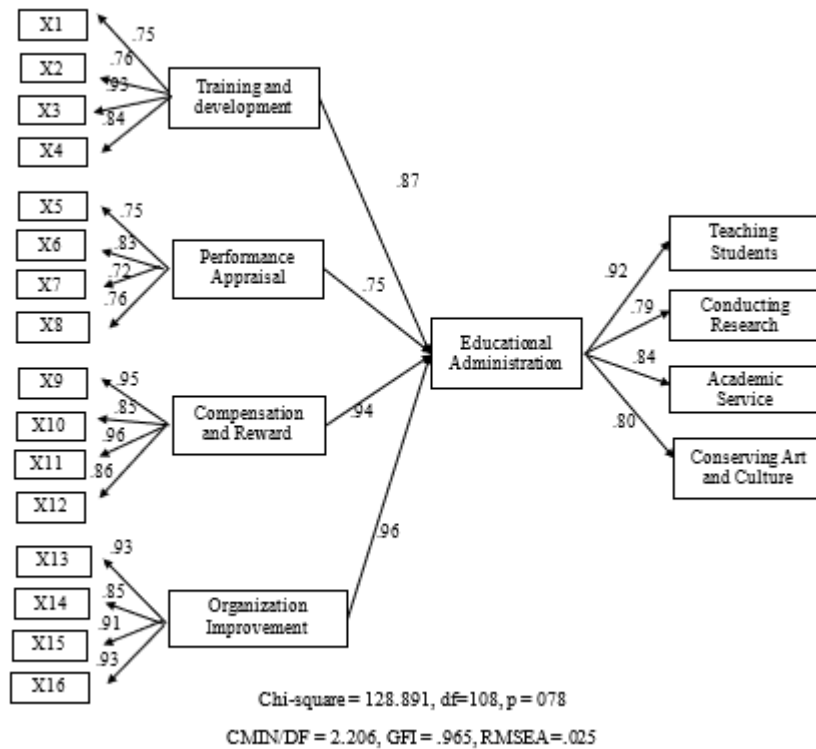 X1
.75
X2
.76
X3
.93
X4
.84
Training and
development
X5
.75
X6
.83
X7
.72
X8
.76
Performance
Appraisal
X9
.95
X10
.85
X11
.96
X12
.86
Compensation
and Reward
X13
.93
X14
.85
X15
.91
X16
.93
Organization
Improvement
.87
.75
.94
.96
Educational
Administration
.92
.79
.84
.80
Teaching
Students
Conducting
Research
Academic
Service
Conserving Art
and Culture
Chi-square = 128.891, df=108, p = 078
CMIN/DF = 2.206, GFI = .965, RMSEA=.025